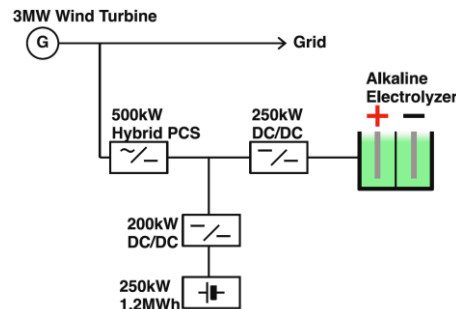 3MW Wind Turbine
G
Grid
Alkaline
Electrolyzer
+ −
500kW
Hybrid PCS
250kW
DC/DC
~/−
−/−
200kW
DC/DC
−/−
250kW
1.2MWh